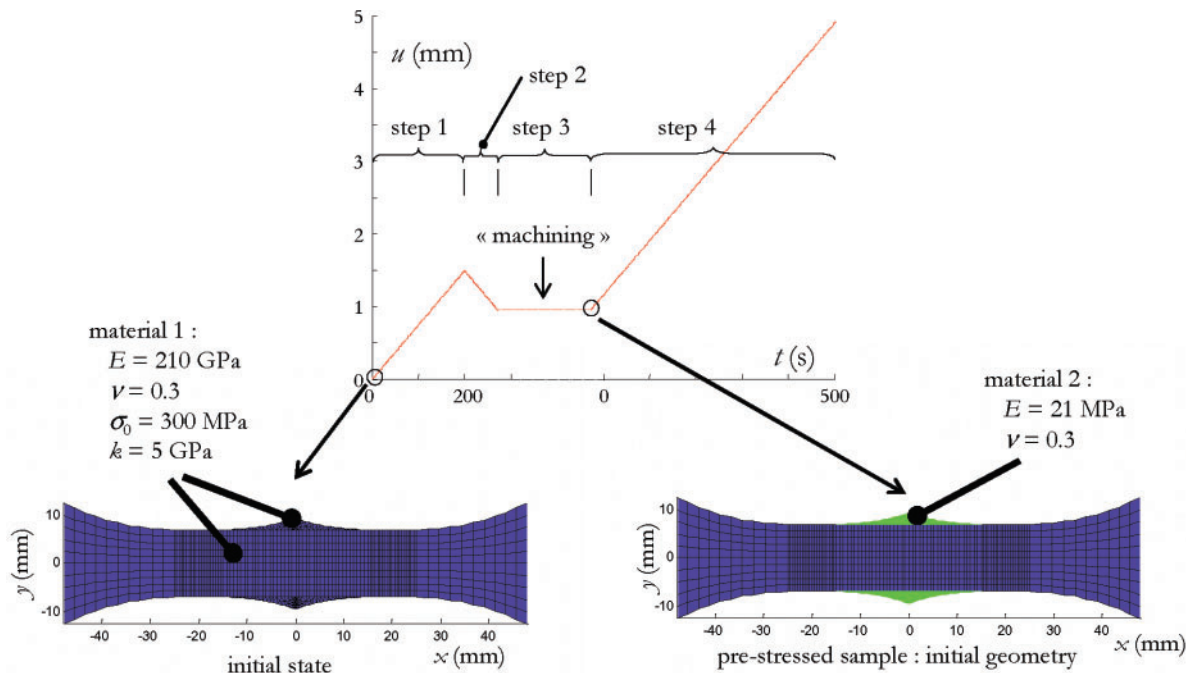 5
u (mm)
step 2
4
step 1
step 3
step 4
3
2
« machining »
1
material 1 :
E = 210 GPa
ν = 0.3
σ0 = 300 MPa
k = 5 GPa
t (s)
0
0
200
0
500
material 2 :
E = 21 MPa
ν = 0.3
y (mm)
10
0
-10
-40
-30
-20
-10
0
10
20
30
40
initial state
x (mm)
y (mm)
10
0
-10
-40
-30
-20
-10
0
10
20
30
40
pre-stressed sample : initial geometry
x (mm)